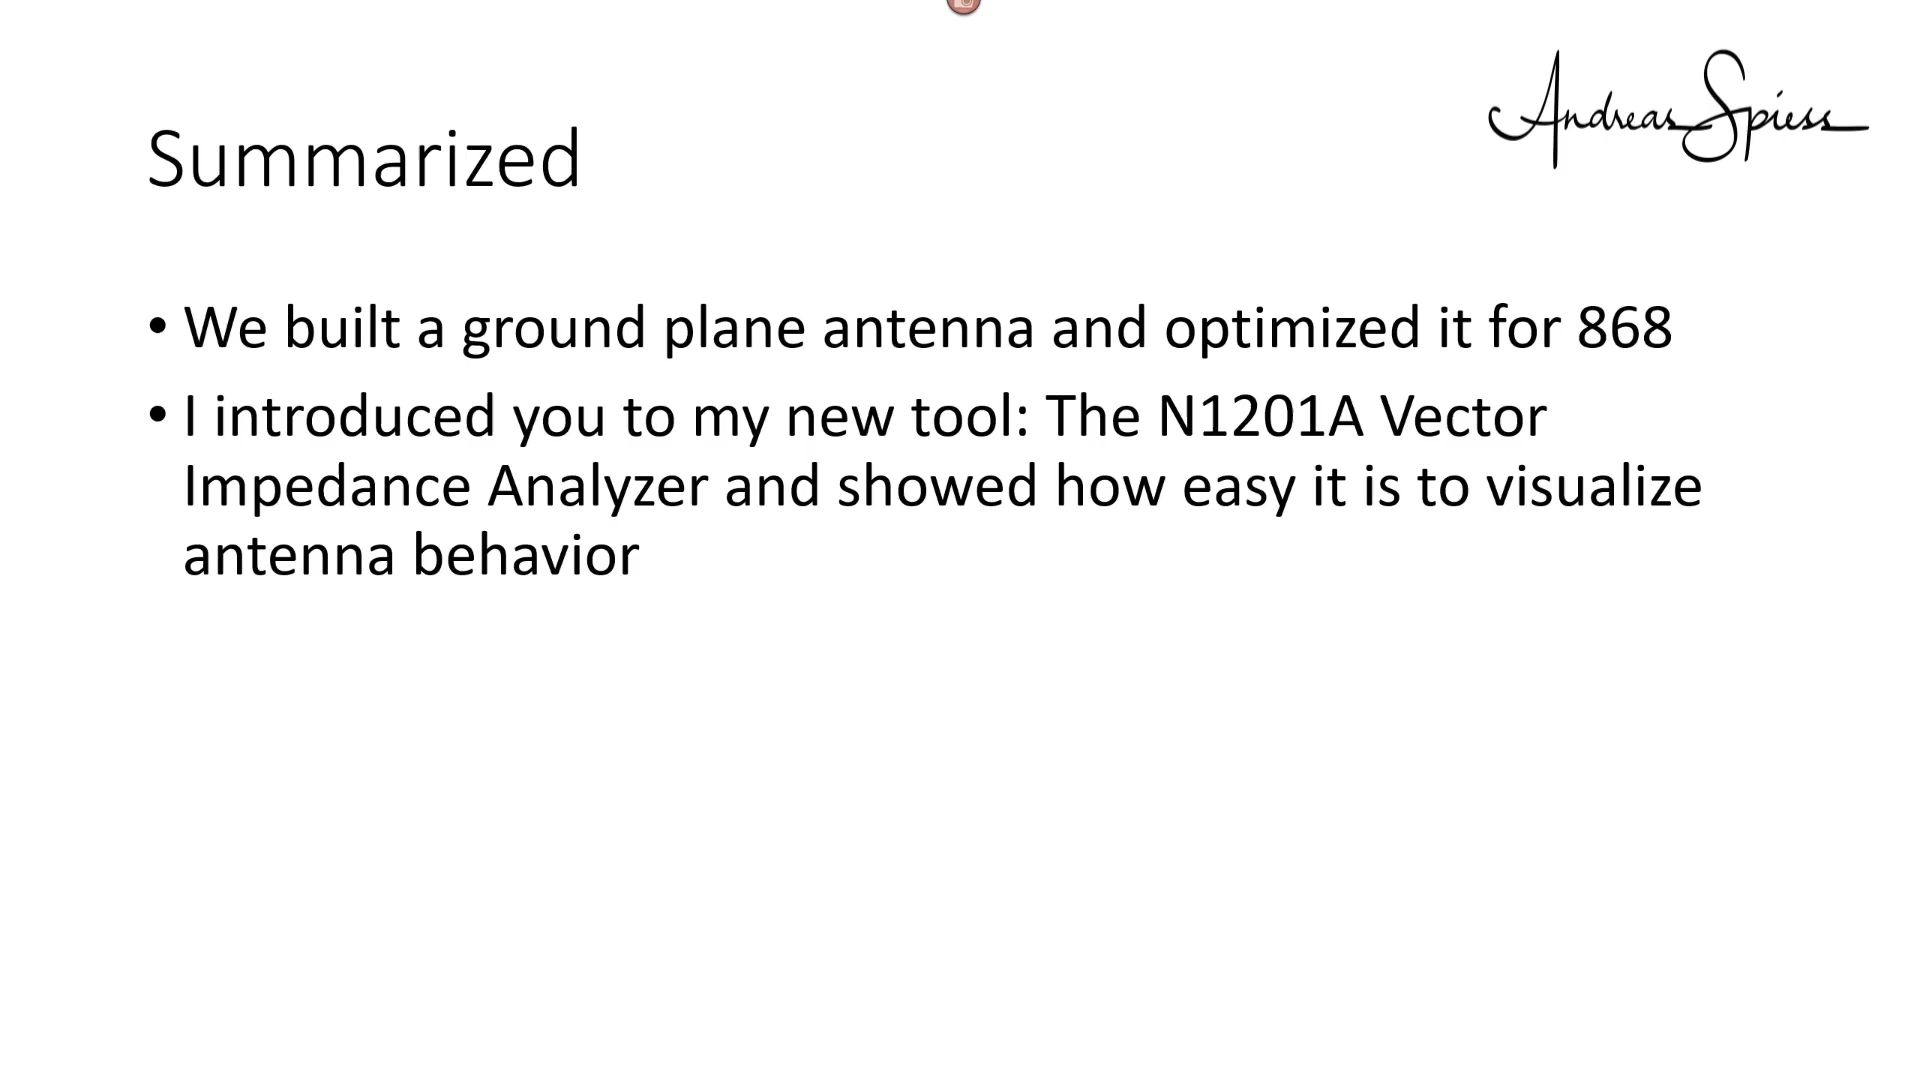 Andreas Spiess
Summarized
• We built a ground plane antenna and optimized it for 868
• I introduced you to my new tool: The N1201A Vector
Impedance Analyzer and showed how easy it is to visualize
antenna behavior